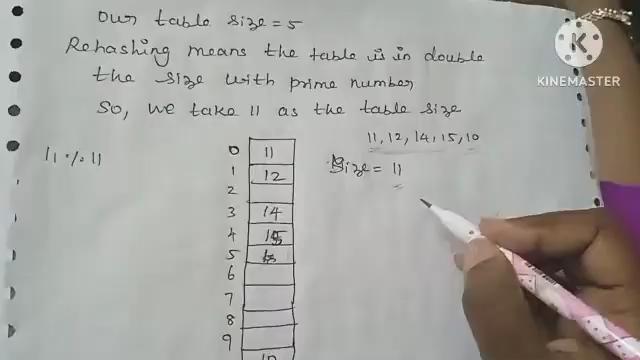 Our table size = 5
Rehashing means the table is in double
the size with prime number
So, we take 11 as the table size
11, 12, 14, 15, 10
Size = 11
11 % 11
0 11
1 12
2
3 14
4 15
5
6
7
8
9
10
KINEMASTER